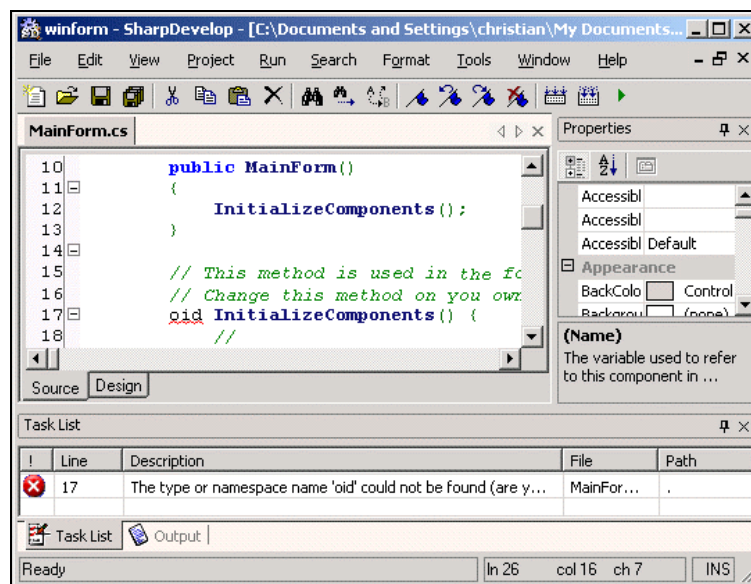 winform - SharpDevelop - [C:\Documents and Settings\christian\My Documents...
File Edit View Project Run Search Format Tools Window Help
MainForm.cs
10 public MainForm()
11 {
12 InitializeComponents();
13 }
14
15 // This method is used in the fo
16 // Change this method on you own
17 oid InitializeComponents() {
18 //
Source Design
Properties
Accessibl
Accessibl
Accessibl Default
Appearance
BackColo Control
Backgrou (none)
(Name)
The variable used to refer
to this component in ...
Task List
! Line Description File Path
17 The type or namespace name 'oid' could not be found (are y... MainFor... .
Task List Output
Ready ln 26 col 16 ch 7 INS